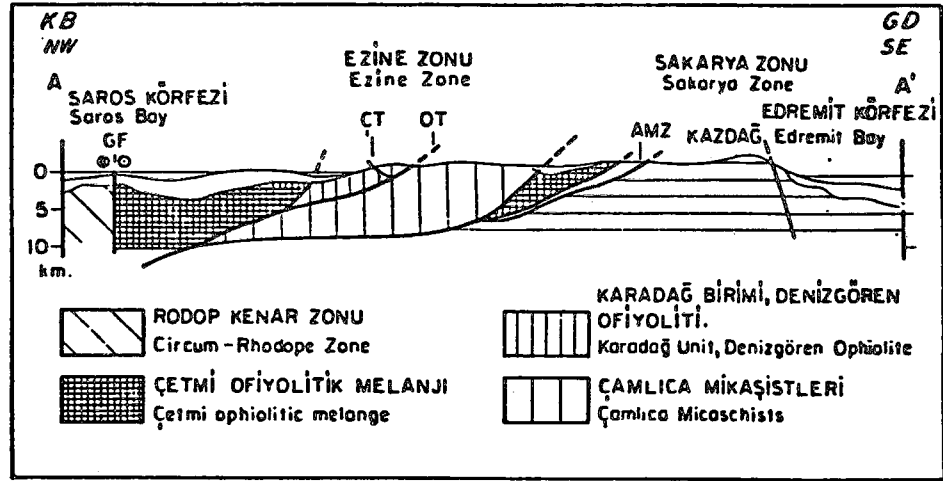 KB
NW
A
GD
SE
A'
EZİNE ZONU
Ezine Zone
SAKARYA ZONU
Sakarya Zone
SAROS KÖRFEZİ
Saros Bay
EDREMİT KÖRFEZİ
KAZDAĞ Edremit Bay
GF
ÇT
OT
AMZ
0
5
10
km.
RODOP KENAR ZONU
Circum-Rhodope Zone
ÇETMİ OFİYOLİTİK MELANJI
Çetmi ophiolitic melange
KARADAĞ BİRİMİ, DENİZGÖREN
OFİYOLİTİ.
Karadağ Unit, Denizgören Ophiolite
ÇAMLICA MİKAŞİSTLERİ
Çamlıca Micaschists